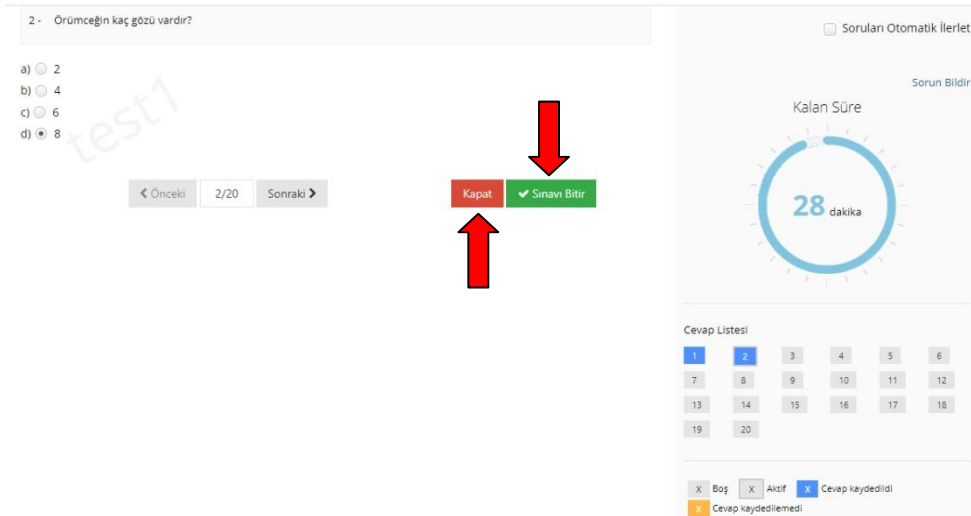 2 - Örümceğin kaç gözü vardır?
a) 2
b) 4
c) 6
d) 8
test1
Önceki 2/20 Sonraki
Kapat Sınavı Bitir
Soruları Otomatik İlerlet
Sorun Bildir
Kalan Süre
28 dakika
Cevap Listesi
1 2 3 4 5 6
7 8 9 10 11 12
13 14 15 16 17 18
19 20
X Boş X Aktif X Cevap kaydedildi
X Cevap kaydedilemedi